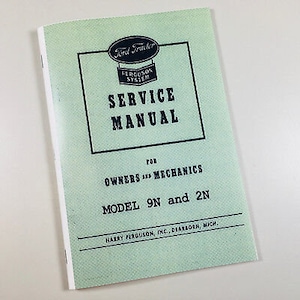 Ford Tractor
FERGUSON
SYSTEM
SERVICE
MANUAL
FOR
OWNERS AND MECHANICS
MODEL 9N and 2N
HARRY FERGUSON, INC., DEARBORN, MICH.